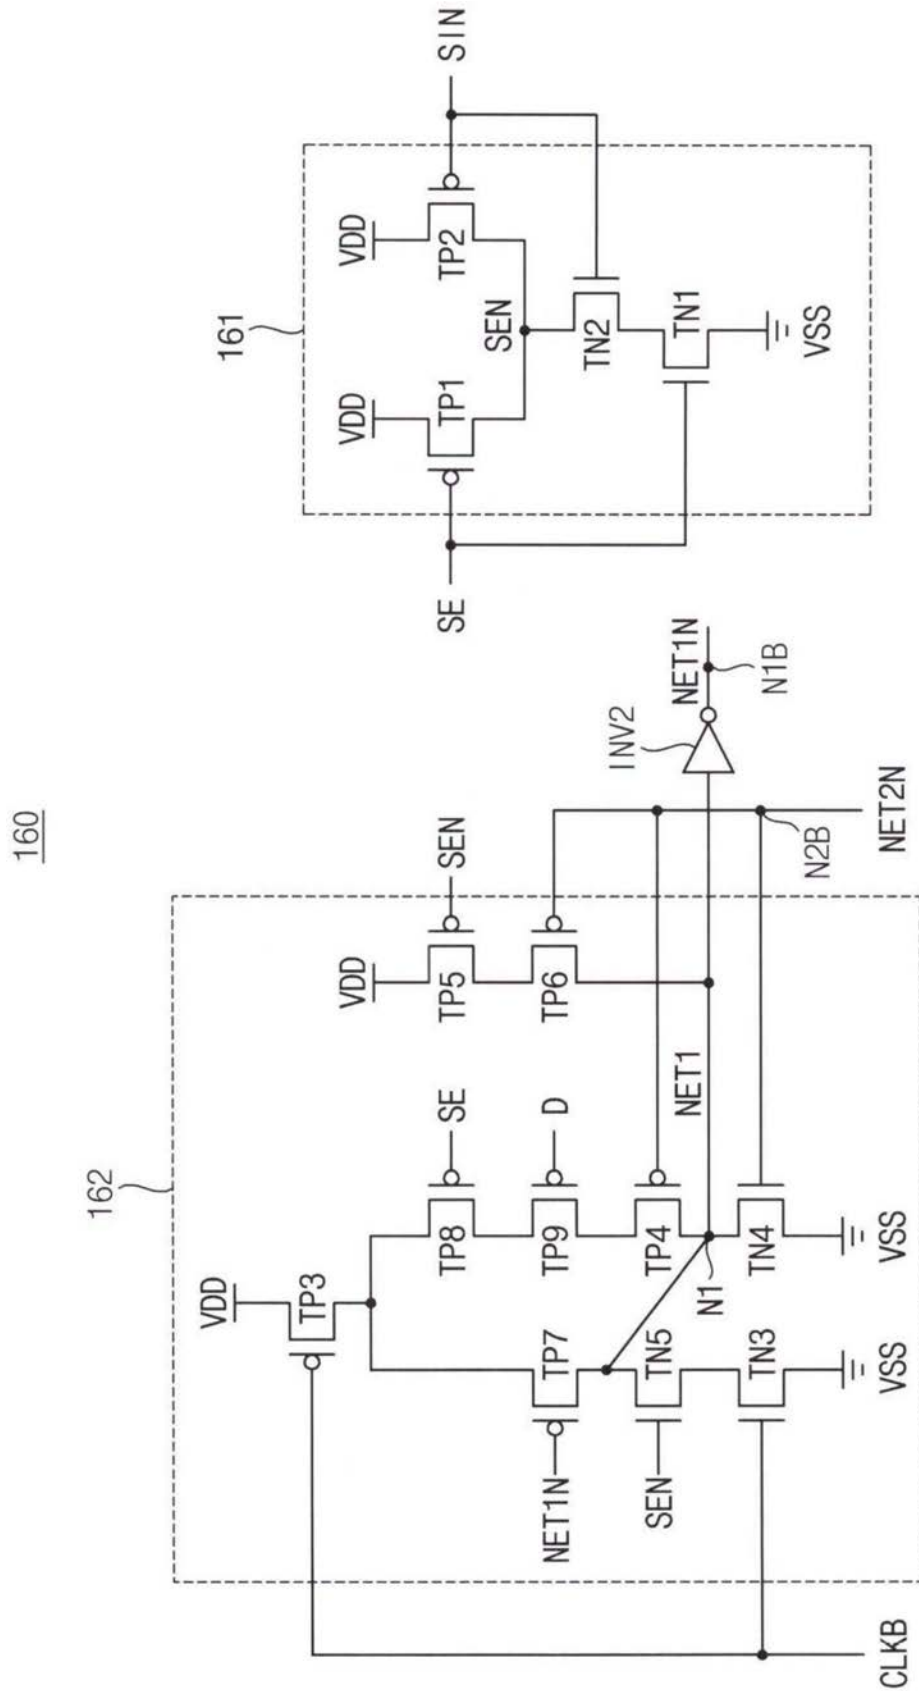 160
162
VDD
TP3
VDD
TP5
SEN
TP8
SE
TP6
TP9
D
NET1N
TP7
TP4
NET1
SEN
TN5
N1
TN3
TN4
VSS
VSS
CLKB
INV2
NET1N
N1B
N2B
NET2N
161
VDD
VDD
SE
TP1
TP2
SIN
SEN
TN2
TN1
VSS